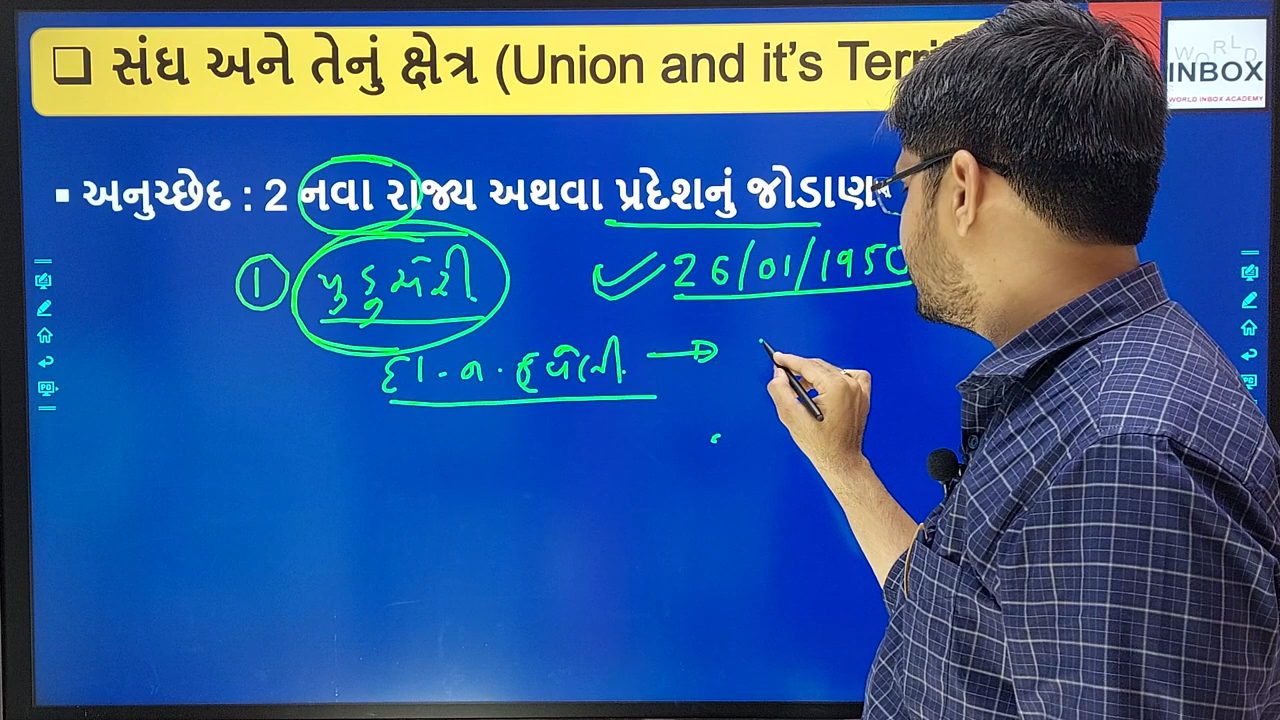 ❑ સંઘ અને તેનું ક્ષેત્ર (Union and it's Terri
WORLD
INBOX
WORLD INBOX ACADEMY
▪ અનુચ્છેદ : 2 નવા રાજ્ય અથવા પ્રદેશનું જોડાણ
① પુડુચેરી ✓ 26/01/1950
દા.ન.હવેલી →